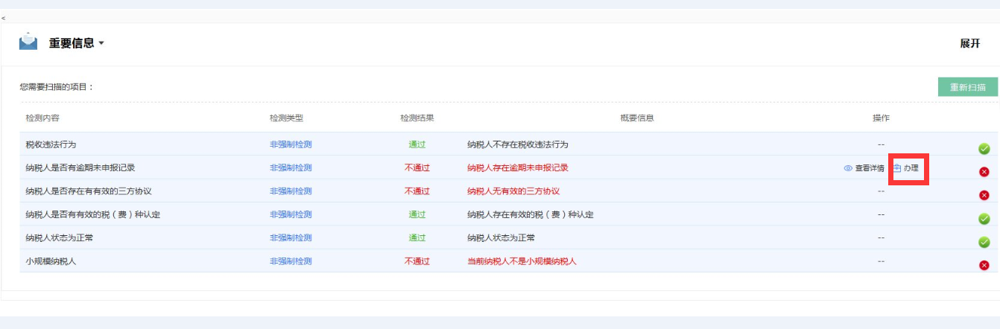 <
重要信息
展开
您需要扫描的项目：
重新扫描
检测内容 检测类型 检测结果 概要信息 操作
税收违法行为 非强制检测 通过 纳税人不存在税收违法行为 --
纳税人是否有逾期未申报记录 非强制检测 不通过 纳税人存在逾期未申报记录 查看详情 办理
纳税人是否存在有有效的三方协议 非强制检测 不通过 纳税人无有效的三方协议 --
纳税人是否有有效的税（费）种认定 非强制检测 通过 纳税人存在有效的税（费）种认定 --
纳税人状态为正常 非强制检测 通过 纳税人状态为正常 --
小规模纳税人 非强制检测 不通过 当前纳税人不是小规模纳税人 --